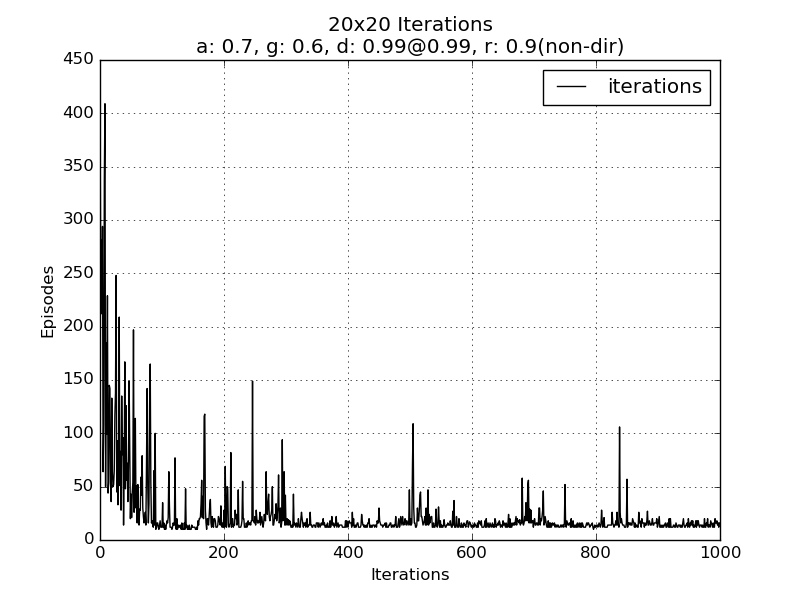 20x20 Iterations
a: 0.7, g: 0.6, d: 0.99@0.99, r: 0.9(non-dir)
450
iterations
400
350
300
250
Episodes
200
150
100
50
0
0 200 400 600 800 1000
Iterations